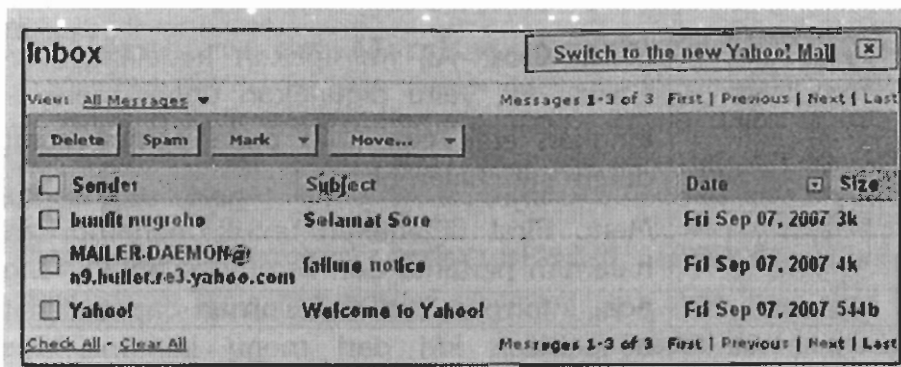 Inbox
Switch to the new Yahoo! Mail
View: All Messages
Messages 1-3 of 3 First | Previous | Next | Last
Delete Spam Mark Move...
Sender Subject Date Size
bunfit nugroho Selamat Sore Fri Sep 07, 2007 3k
MAILER-DAEMON@
n9.bullet.re3.yahoo.com failure notice Fri Sep 07, 2007 4k
Yahoo! Welcome to Yahoo! Fri Sep 07, 2007 544b
Check All - Clear All Messages 1-3 of 3 First | Previous | Next | Last